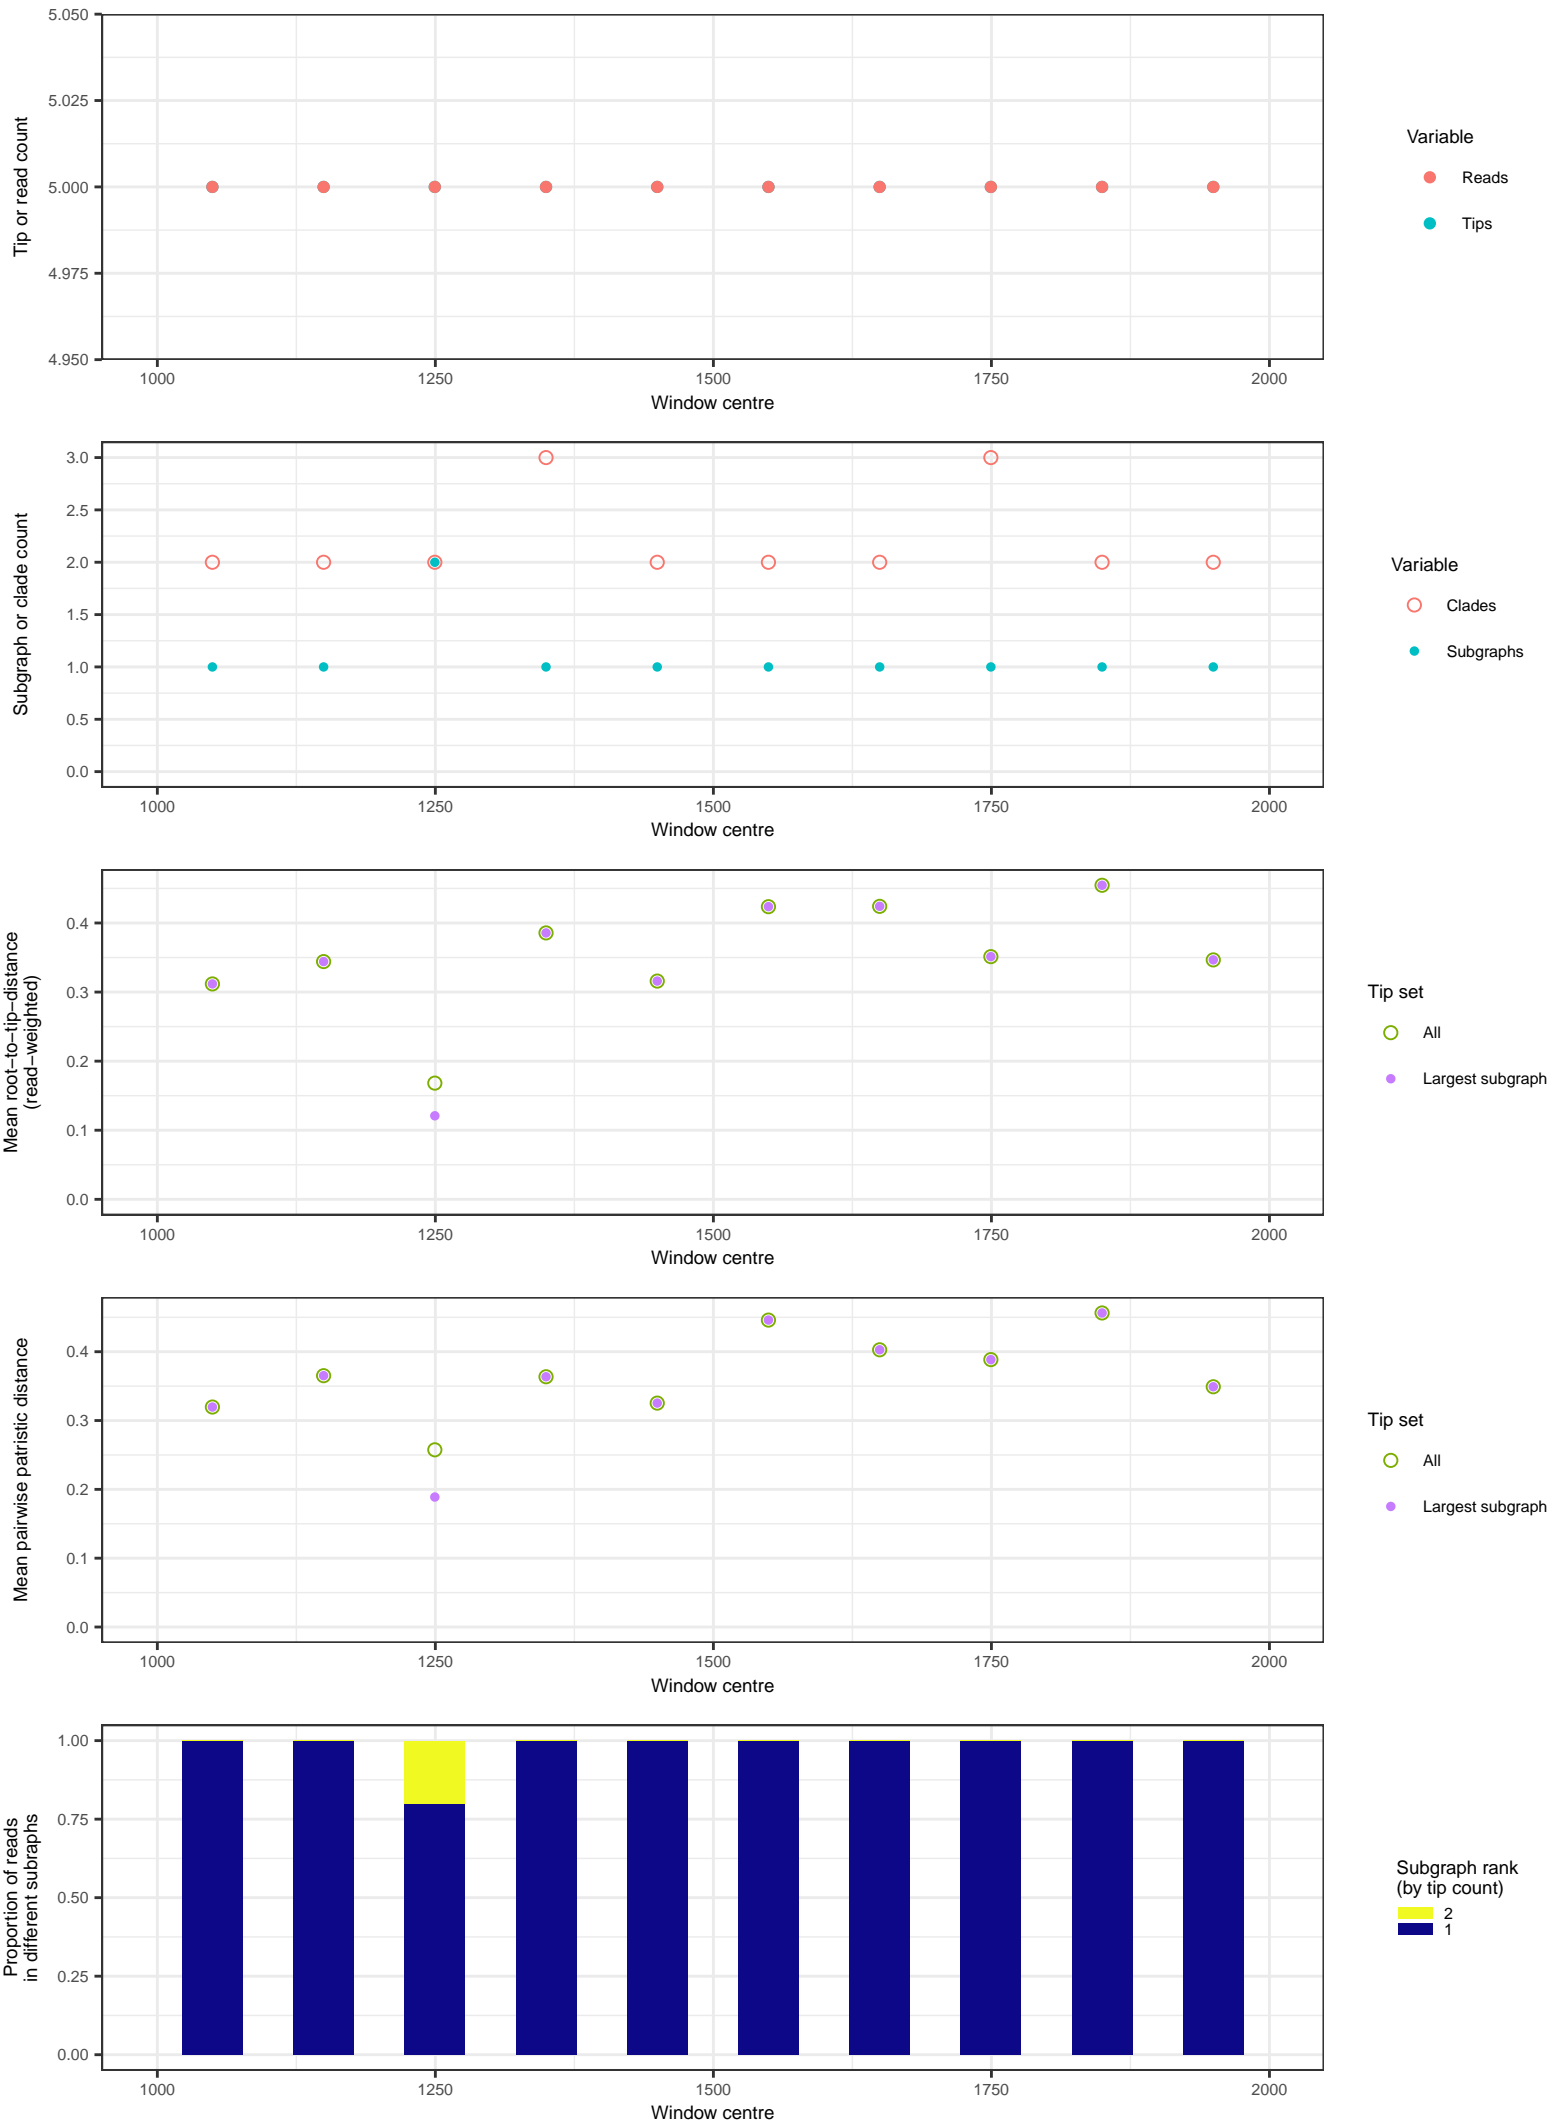 5.050
5.025
5.000
4.975
4.950
Tip or read count
1000 1250 1500 1750 2000
Window centre
Variable
Reads
Tips
3.0
2.5
2.0
1.5
1.0
0.5
0.0
Subgraph or clade count
1000 1250 1500 1750 2000
Window centre
Variable
Clades
Subgraphs
0.4
0.3
0.2
0.1
0.0
Mean root−to−tip−distance
(read−weighted)
1000 1250 1500 1750 2000
Window centre
Tip set
All
Largest subgraph
0.4
0.3
0.2
0.1
0.0
Mean pairwise patristic distance
1000 1250 1500 1750 2000
Window centre
Tip set
All
Largest subgraph
1.00
0.75
0.50
0.25
0.00
Proportion of reads
in different subraphs
1000 1250 1500 1750 2000
Window centre
Subgraph rank
(by tip count)
2
1